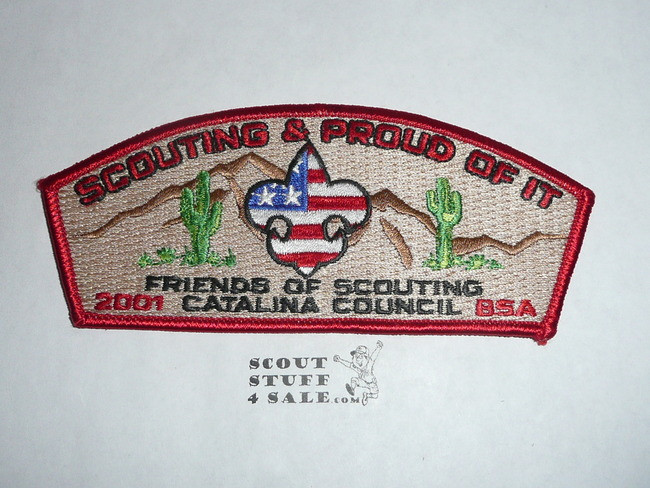 SCOUTING & PROUD OF IT
FRIENDS OF SCOUTING
2001 CATALINA COUNCIL BSA
SCOUT
STUFF
4 SALE.COM